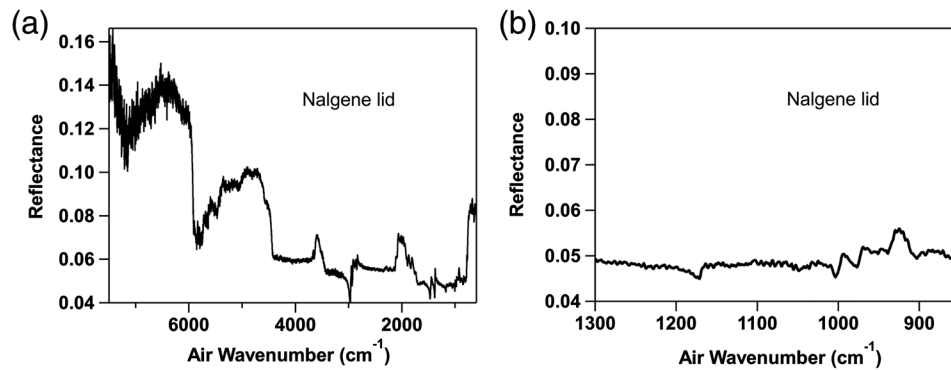 (a)
0.16
0.14
0.12
0.10
0.08
0.06
0.04
Reflectance
Nalgene lid
6000 4000 2000
Air Wavenumber (cm⁻¹)
(b)
0.10
0.09
0.08
0.07
0.06
0.05
0.04
Reflectance
Nalgene lid
1300 1200 1100 1000 900
Air Wavenumber (cm⁻¹)